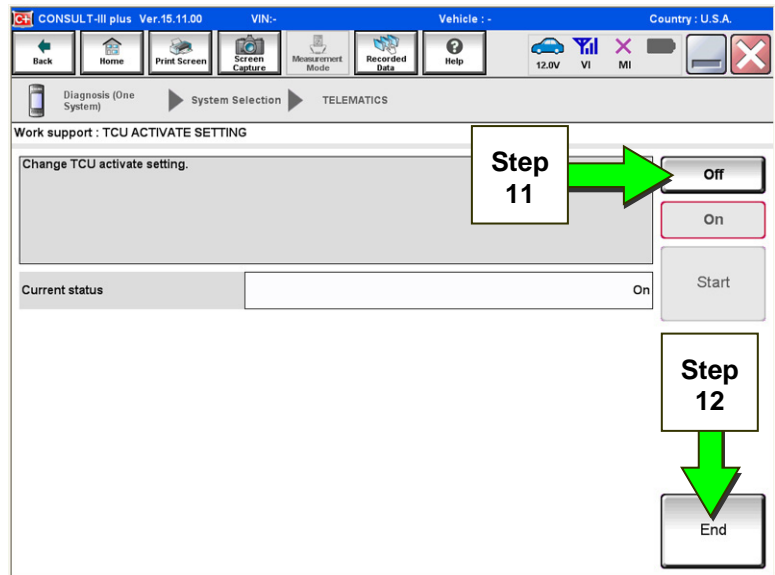 C+ CONSULT-III plus Ver.15.11.00 VIN:- Vehicle : - Country : U.S.A.
Back Home Print Screen Screen Capture Measurement Mode Recorded Data Help 12.0V VI MI
Diagnosis (One System) System Selection TELEMATICS
Work support : TCU ACTIVATE SETTING
Change TCU activate setting.
Step
11
Off
On
Current status On
Start
Step
12
End